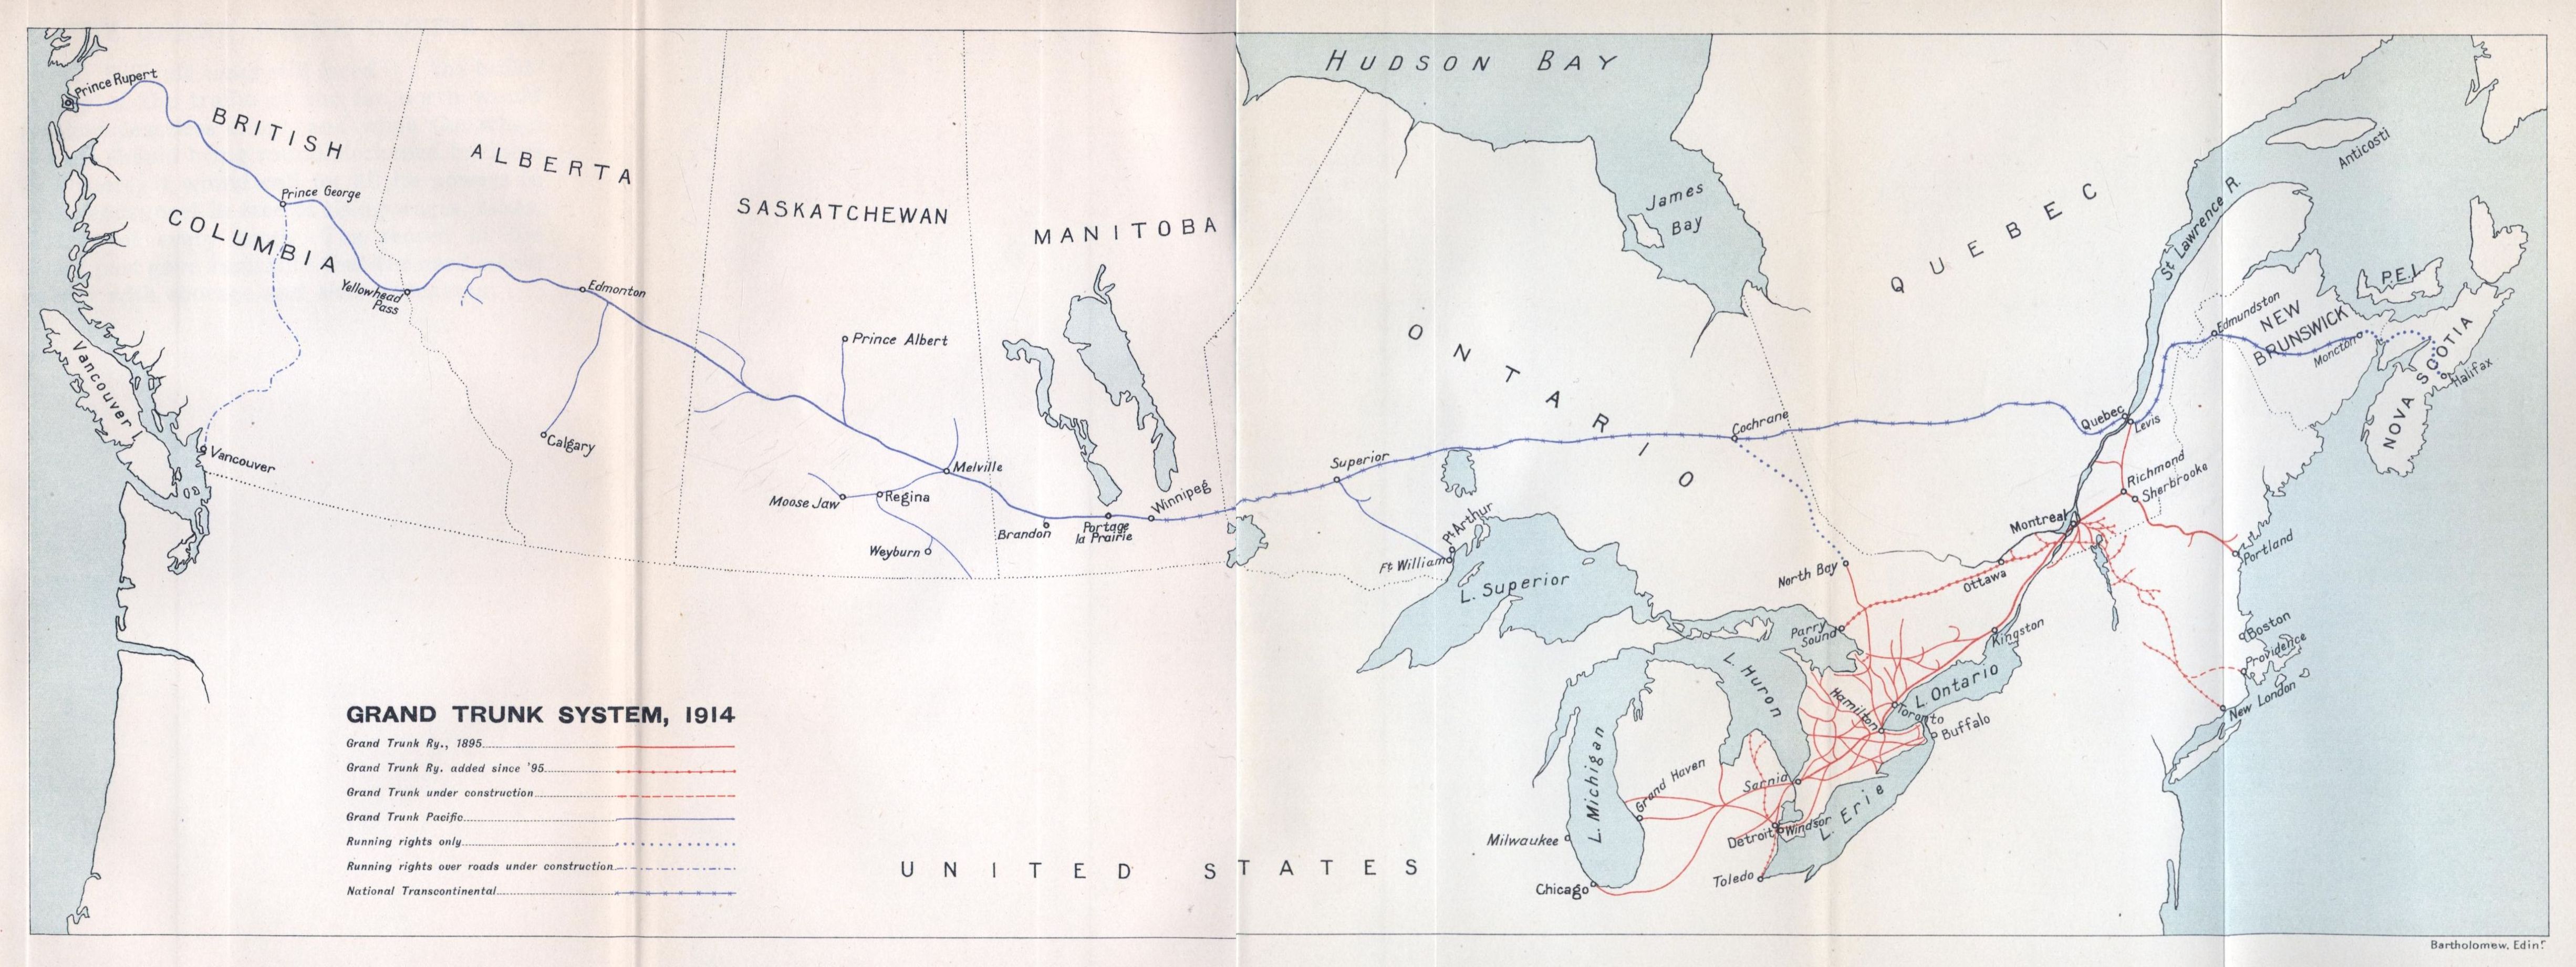 HUDSON BAY
Prince Rupert
BRITISH
COLUMBIA
ALBERTA
SASKATCHEWAN
MANITOBA
Prince George
Yellowhead
Pass
Edmonton
Prince Albert
Calgary
Vancouver
Vancouver
Melville
Moose Jaw
Regina
Weyburn
Brandon
Portage
la Prairie
Winnipeg
James
Bay
ONTARIO
QUEBEC
Anticosti
St. Lawrence R.
P.E.I.
Edmundston
NEW
BRUNSWICK
Moncton
NOVA SCOTIA
Halifax
Superior
Cochrane
Quebec
Levis
Richmond
Sherbrooke
Montreal
Pt. Arthur
Ft. William
L. Superior
North Bay
Ottawa
Portland
Parry
Sound
Kingston
Boston
Providence
New London
L. Huron
L. Ontario
Hamilton
Toronto
Buffalo
L. Michigan
Grand Haven
Sarnia
Detroit
Windsor
L. Erie
Milwaukee
Chicago
Toledo
UNITED STATES
GRAND TRUNK SYSTEM, 1914
Grand Trunk Ry., 1895
Grand Trunk Ry. added since '95
Grand Trunk under construction
Grand Trunk Pacific
Running rights only
Running rights over roads under construction
National Transcontinental
Bartholomew, Edinr.